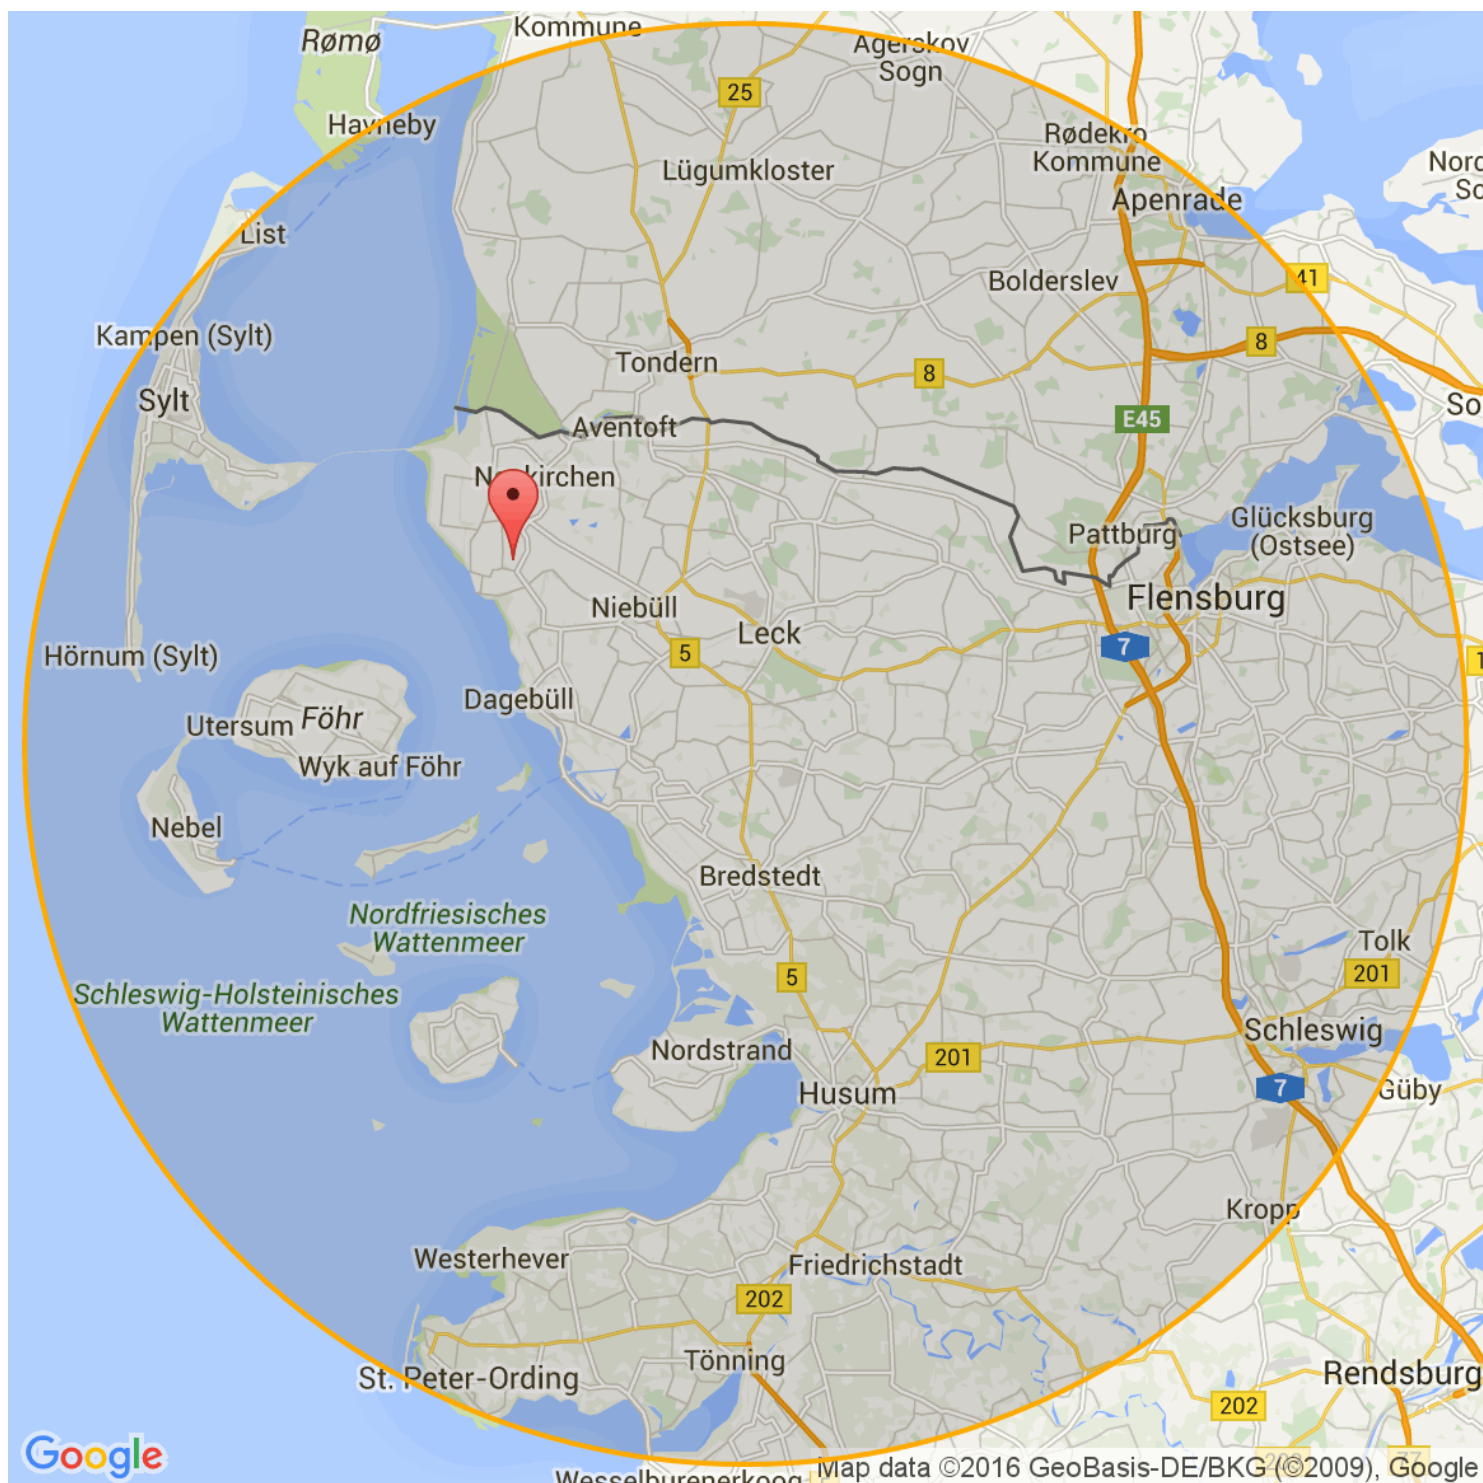 Kommune
Rømø
Agerskov
Sogn
25
Havneby
Rødekro
Kommune
Lügumkloster
Apenrade
List
Bolderslev
41
Kampen (Sylt)
8
Tondern
8
Sylt
E45
Aventoft
Glücksburg
(Ostsee)
Pattburg
Flensburg
Niebüll
Leck
7
5
Hörnum (Sylt)
Dagebüll
Utersum
Föhr
Wyk auf Föhr
Nebel
Bredstedt
Nordfriesisches
Wattenmeer
Tolk
201
5
Schleswig-Holsteinisches
Wattenmeer
Schleswig
Nordstrand
201
Husum
7
Güby
Kropp
Westerhever
Friedrichstadt
202
Tönning
St. Peter-Ording
Rendsburg
202
Google
Map data ©2016 GeoBasis-DE/BKG (©2009), Google
Wesselburenerkoog